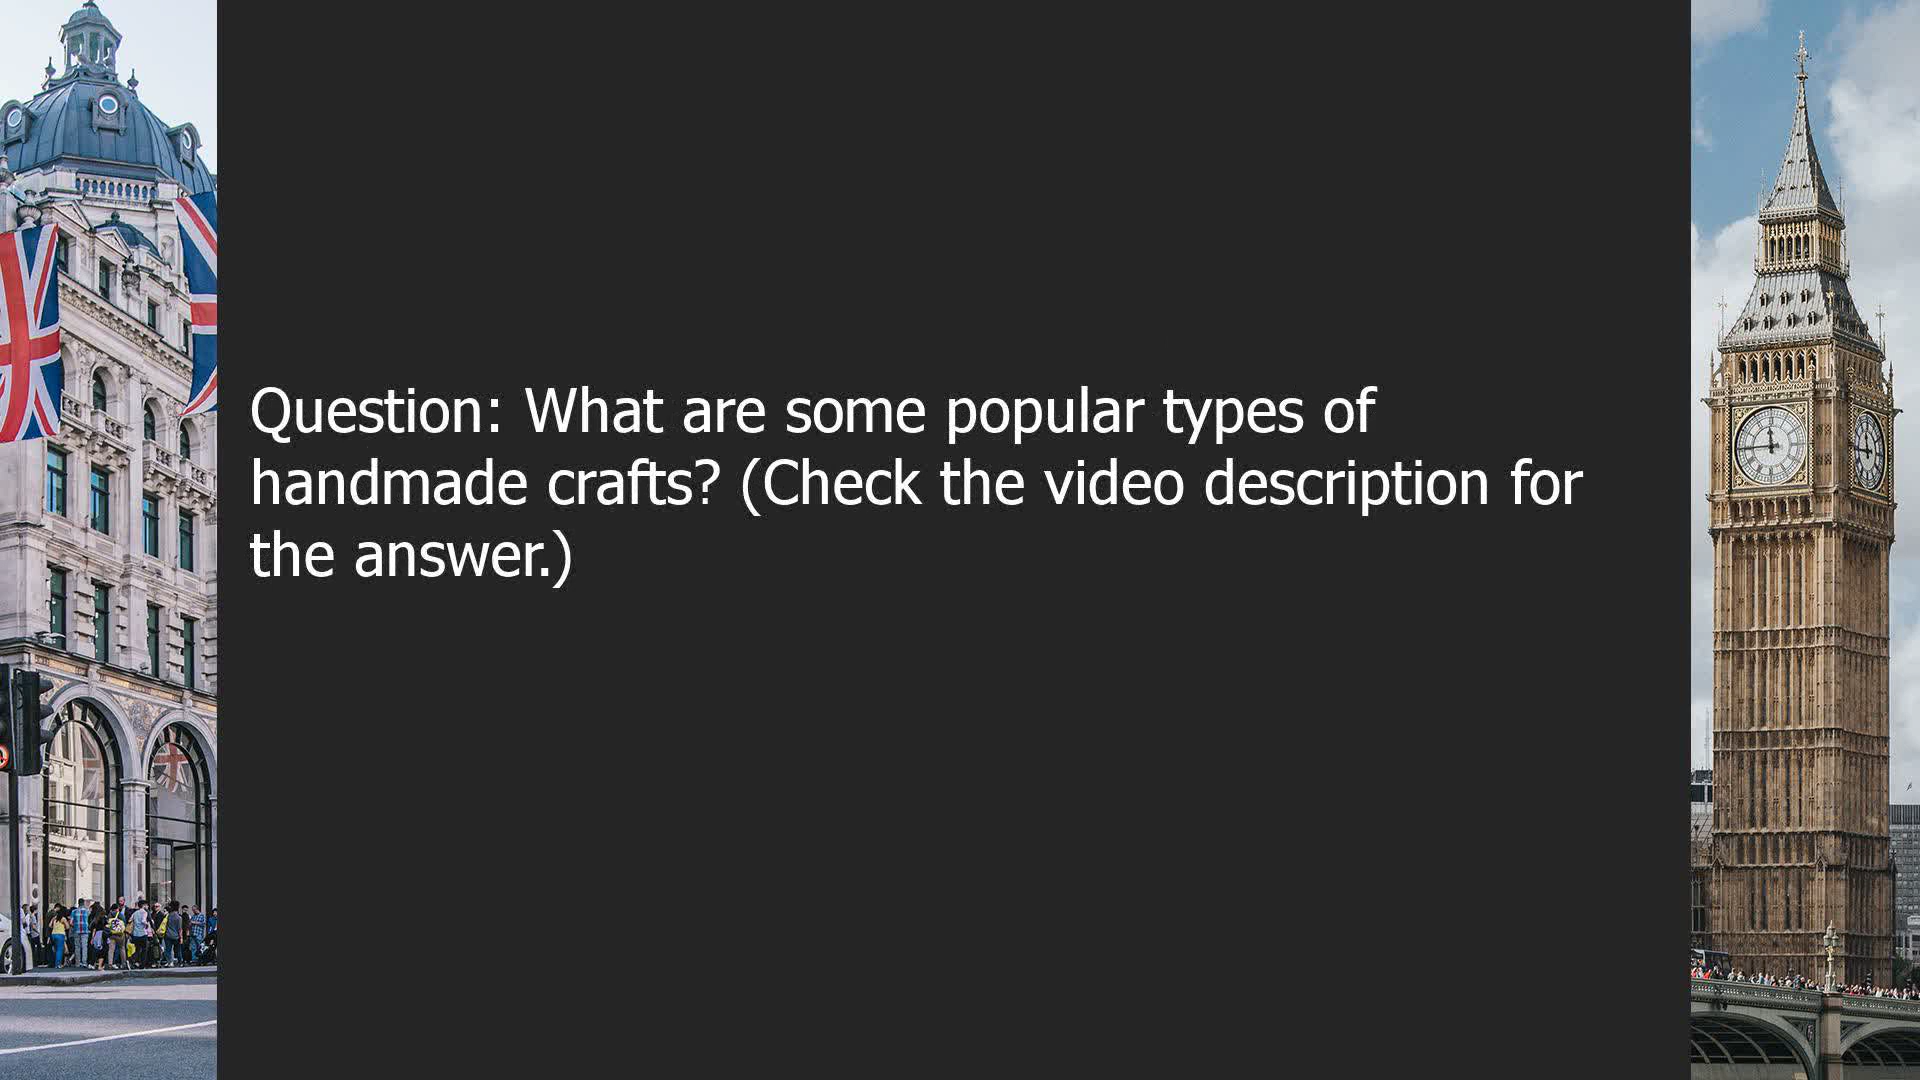 Question: What are some popular types of
handmade crafts? (Check the video description for
the answer.)